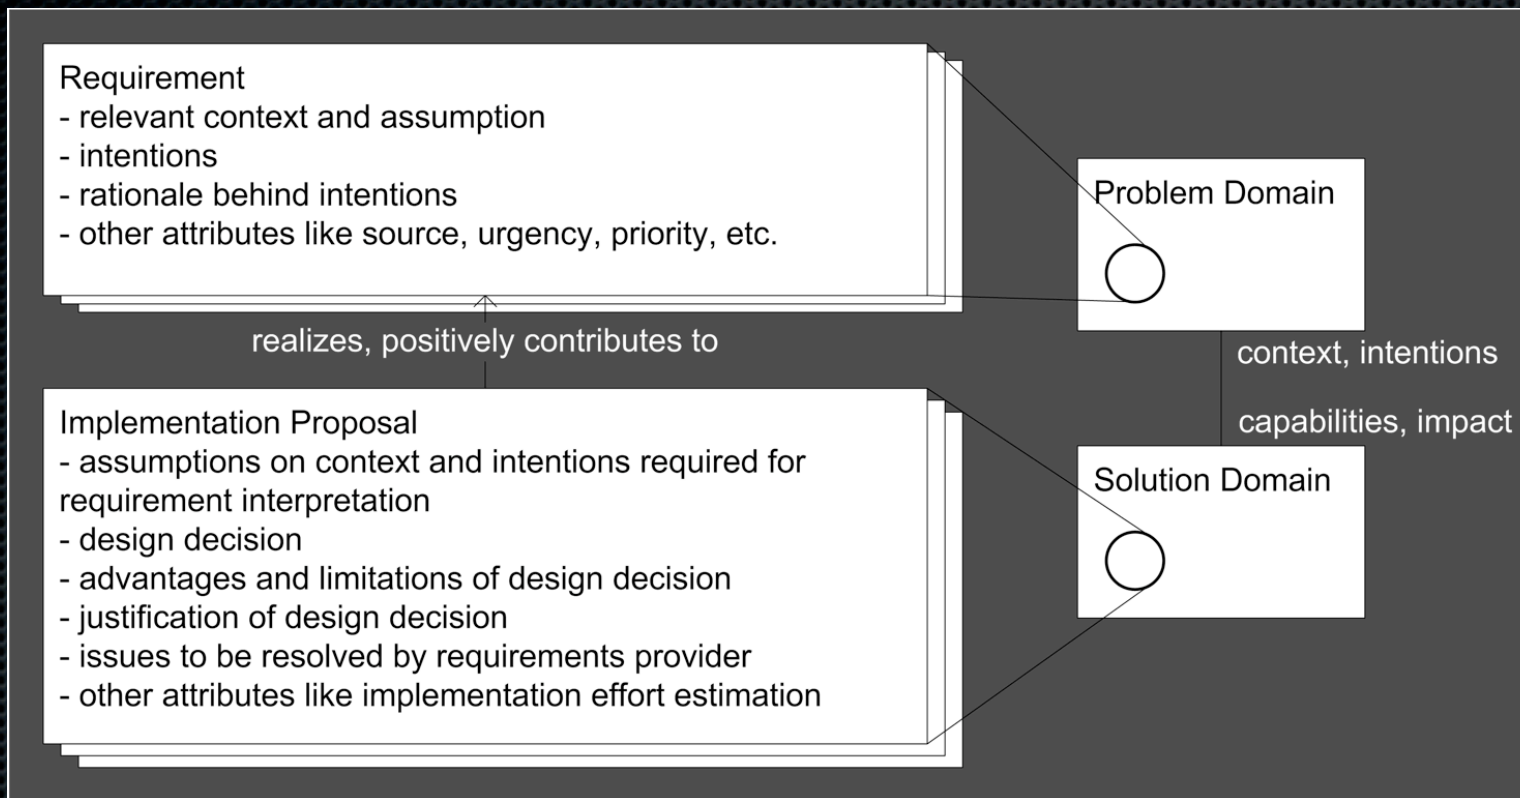 Requirement
- relevant context and assumption
- intentions
- rationale behind intentions
- other attributes like source, urgency, priority, etc.
realizes, positively contributes to
Implementation Proposal
- assumptions on context and intentions required for
requirement interpretation
- design decision
- advantages and limitations of design decision
- justification of design decision
- issues to be resolved by requirements provider
- other attributes like implementation effort estimation
Problem Domain
context, intentions
capabilities, impact
Solution Domain